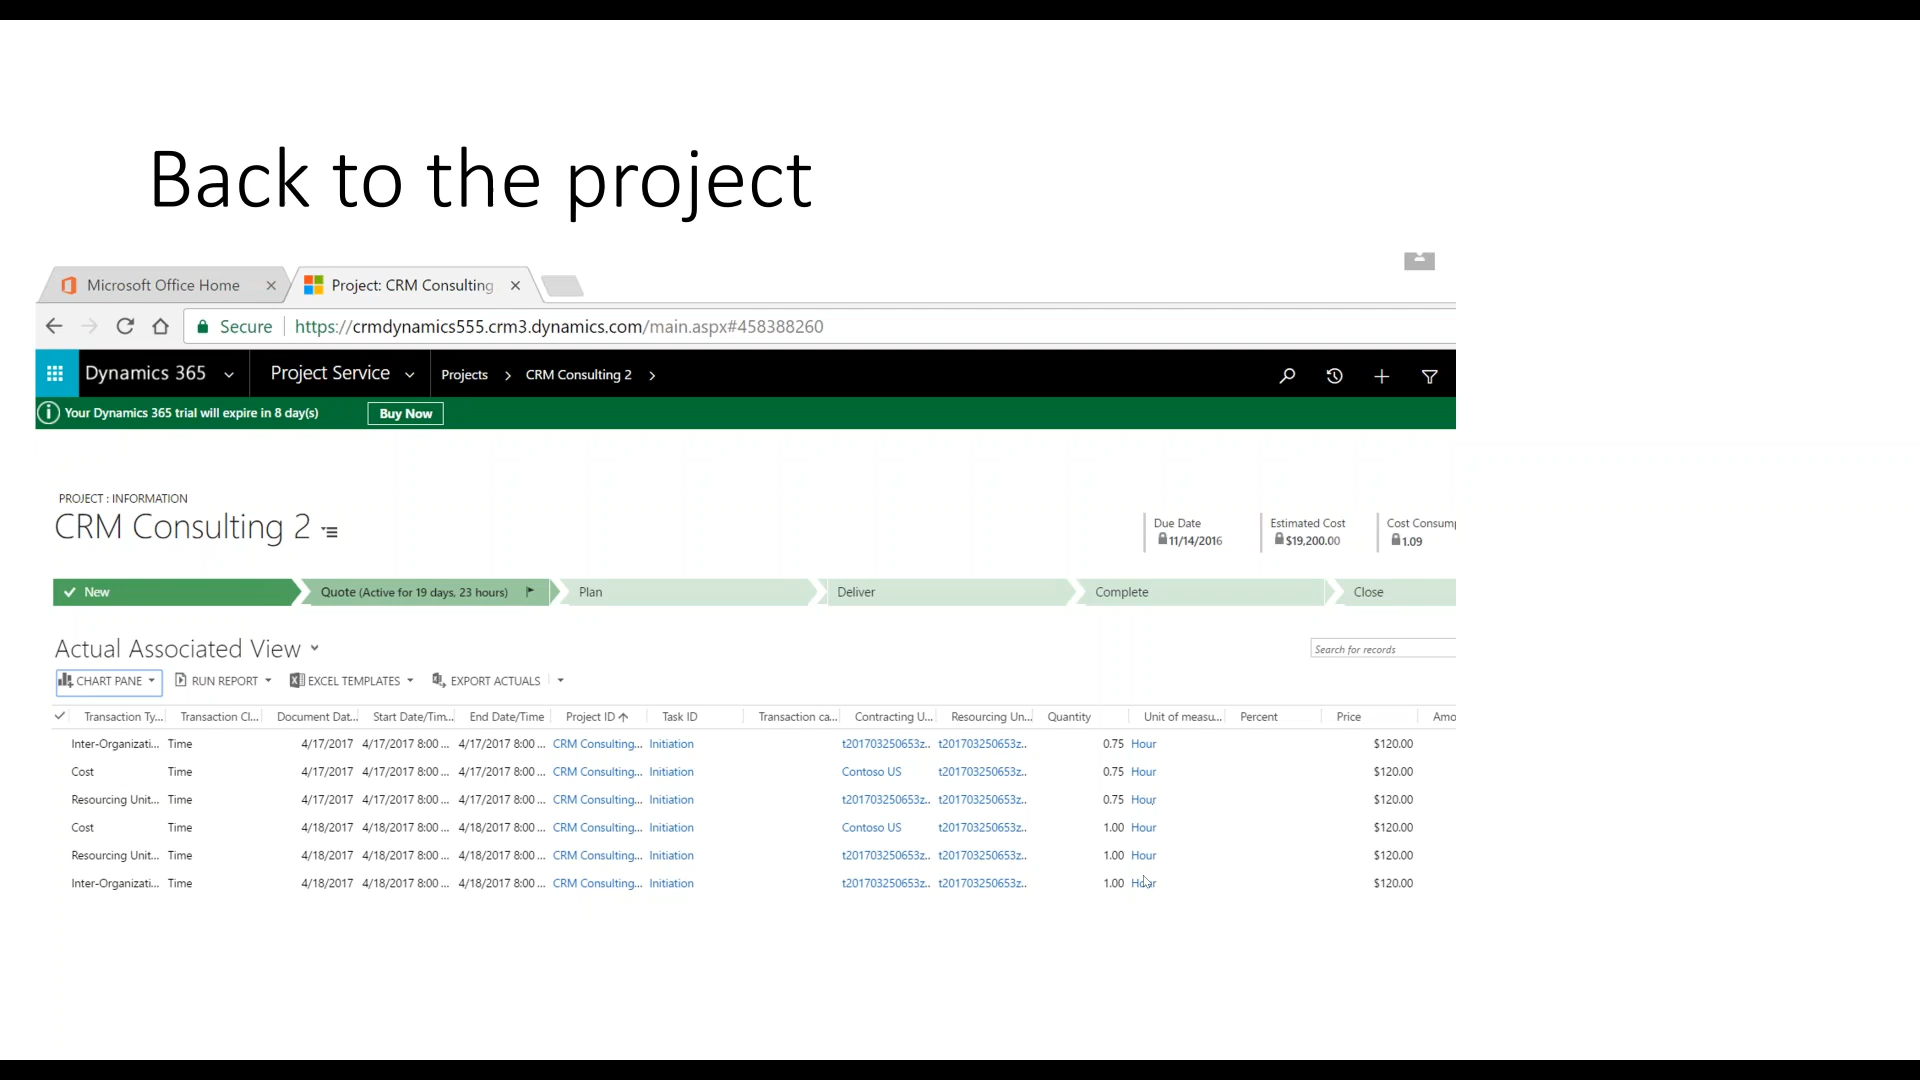 Back to the project
Microsoft Office Home
Project: CRM Consulting
Secure https://crmdynamics555.crm3.dynamics.com/main.aspx#458388260
Dynamics 365 Project Service Projects CRM Consulting 2
Your Dynamics 365 trial will expire in 8 day(s) Buy Now
PROJECT : INFORMATION
CRM Consulting 2
Due Date Estimated Cost Cost Consump
11/14/2016 $19,200.00 1.09
New Quote (Active for 19 days, 23 hours) Plan Deliver Complete Close
Actual Associated View
Search for records
CHART PANE RUN REPORT EXCEL TEMPLATES EXPORT ACTUALS
Transaction Ty... Transaction Cl... Document Dat... Start Date/Tim... End Date/Time Project ID Task ID Transaction ca... Contracting U... Resourcing Un... Quantity Unit of measu... Percent Price Amo
Inter-Organizati... Time 4/17/2017 4/17/2017 8:00 ... 4/17/2017 8:00 ... CRM Consulting... Initiation t201703250653z.. t201703250653z.. 0.75 Hour $120.00
Cost Time 4/17/2017 4/17/2017 8:00 ... 4/17/2017 8:00 ... CRM Consulting... Initiation Contoso US t201703250653z.. 0.75 Hour $120.00
Resourcing Unit... Time 4/17/2017 4/17/2017 8:00 ... 4/17/2017 8:00 ... CRM Consulting... Initiation t201703250653z.. t201703250653z.. 0.75 Hour $120.00
Cost Time 4/18/2017 4/18/2017 8:00 ... 4/18/2017 8:00 ... CRM Consulting... Initiation Contoso US t201703250653z.. 1.00 Hour $120.00
Resourcing Unit... Time 4/18/2017 4/18/2017 8:00 ... 4/18/2017 8:00 ... CRM Consulting... Initiation t201703250653z.. t201703250653z.. 1.00 Hour $120.00
Inter-Organizati... Time 4/18/2017 4/18/2017 8:00 ... 4/18/2017 8:00 ... CRM Consulting... Initiation t201703250653z.. t201703250653z.. 1.00 Hour $120.00